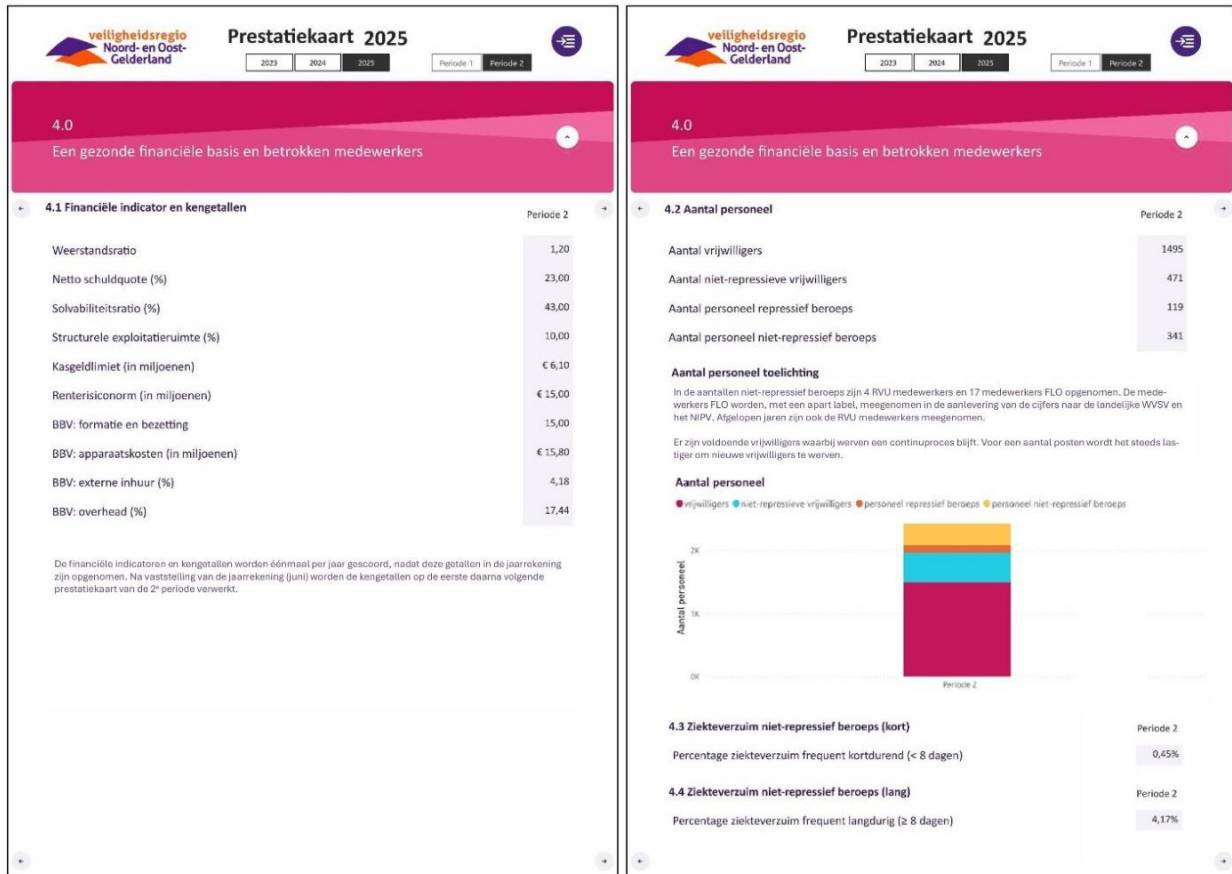 veiligheidsregio
Noord- en Oost-
Gelderland
Prestatiekaart 2025
2023 2024 2025 Periode 1 Periode 2
4.0
Een gezonde financiële basis en betrokken medewerkers
4.1 Financiële indicator en kengetallen Periode 2
Weerstandsratio 1,20
Netto schuldquote (%) 23,00
Solvabiliteitsratio (%) 43,00
Structurele exploitatieruimte (%) 10,00
Kasgeldlimiet (in miljoenen) € 6,10
Renterisiconorm (in miljoenen) € 15,00
BBV: formatie en bezetting 15,00
BBV: apparaatskosten (in miljoenen) € 15,80
BBV: externe inhuur (%) 4,18
BBV: overhead (%) 17,44
De financiële indicatoren en kengetallen worden éénmaal per jaar gescoord, nadat deze getallen in de jaarrekening
zijn opgenomen. Na vaststelling van de jaarrekening (juni) worden de kengetallen op de eerste daarna volgende
prestatiekaart van de 2e periode verwerkt.
veiligheidsregio
Noord- en Oost-
Gelderland
Prestatiekaart 2025
2023 2024 2025 Periode 1 Periode 2
4.0
Een gezonde financiële basis en betrokken medewerkers
4.2 Aantal personeel Periode 2
Aantal vrijwilligers 1495
Aantal niet-repressieve vrijwilligers 471
Aantal personeel repressief beroeps 119
Aantal personeel niet-repressief beroeps 341
Aantal personeel toelichting
In de aantallen niet-repressief beroeps zijn 4 RVU medewerkers en 17 medewerkers FLO opgenomen. De mede-
werkers FLO worden, met een apart label, meegenomen in de aanlevering van de cijfers naar de landelijke WVSV en
het NIPV. Afgelopen jaren zijn ook de RVU medewerkers meegenomen.
Er zijn voldoende vrijwilligers waarbij werven een continuproces blijft. Voor een aantal posten wordt het steeds las-
tiger om nieuwe vrijwilligers te werven.
Aantal personeel
vrijwilligers niet-repressieve vrijwilligers personeel repressief beroeps personeel niet-repressief beroeps
2K
1K
0K
Aantal personeel
Periode 2
4.3 Ziekteverzuim niet-repressief beroeps (kort) Periode 2
Percentage ziekteverzuim frequent kortdurend (< 8 dagen) 0,45%
4.4 Ziekteverzuim niet-repressief beroeps (lang) Periode 2
Percentage ziekteverzuim frequent langdurig (≥ 8 dagen) 4,17%